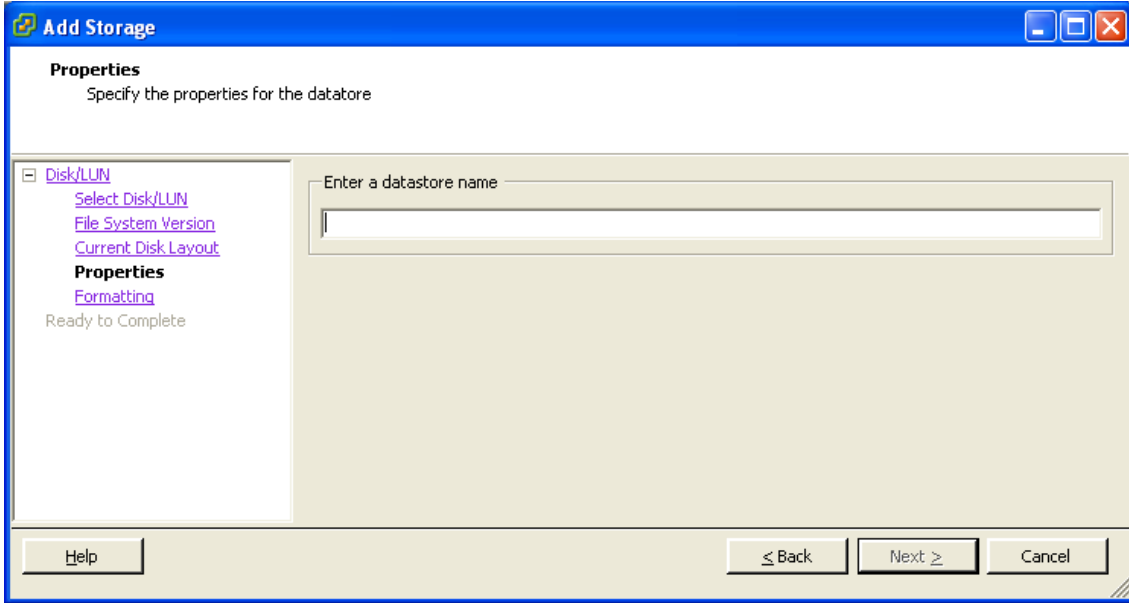 Add Storage
Properties
Specify the properties for the datatore
Disk/LUN
Select Disk/LUN
File System Version
Current Disk Layout
Properties
Formatting
Ready to Complete
Enter a datastore name
Help
< Back
Next >
Cancel